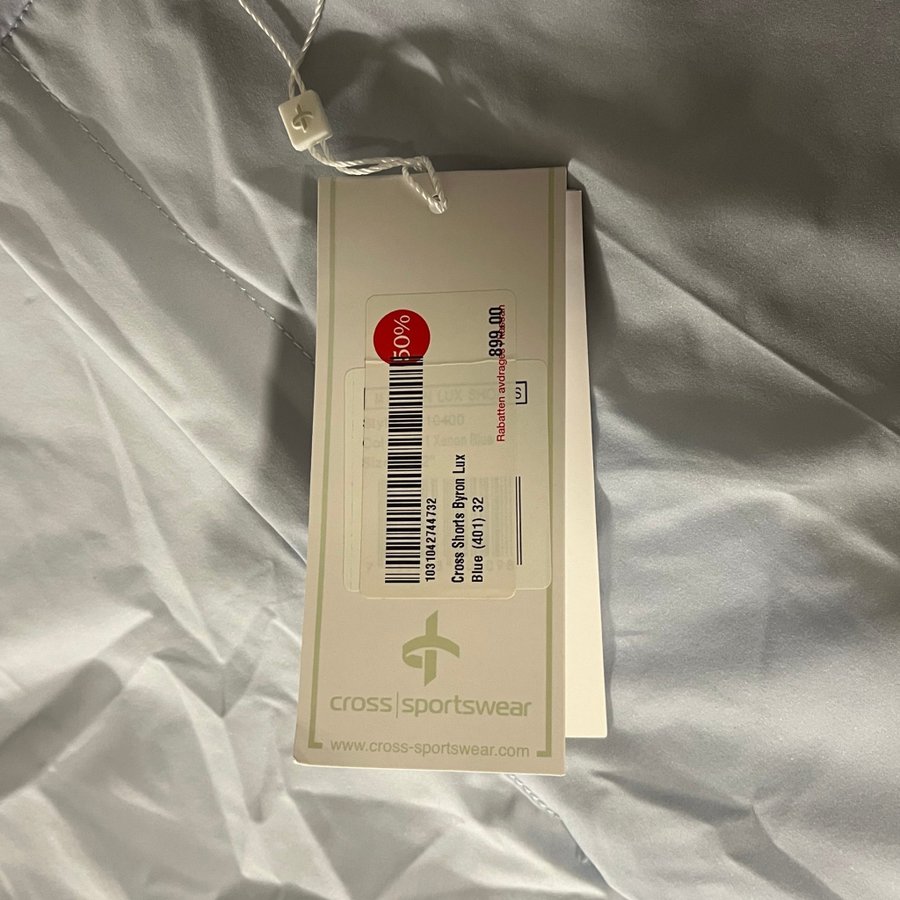 50%
899,00
Rabatten avdrages i kassan
1031042744732
Cross Shorts Byron Lux
Blue (401) 32
cross|sportswear
www.cross-sportswear.com